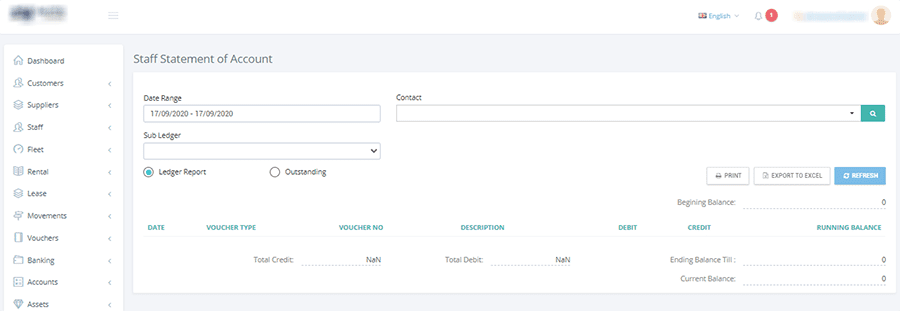 English
1
Dashboard
Customers
Suppliers
Staff
Fleet
Rental
Lease
Movements
Vouchers
Banking
Accounts
Assets
Staff Statement of Account
Date Range
Contact
17/09/2020 - 17/09/2020
Sub Ledger
Ledger Report
Outstanding
PRINT
EXPORT TO EXCEL
REFRESH
Begining Balance: 0
DATE VOUCHER TYPE VOUCHER NO DESCRIPTION DEBIT CREDIT RUNNING BALANCE
Total Credit: NaN Total Debit: NaN Ending Balance Till : 0
Current Balance: 0